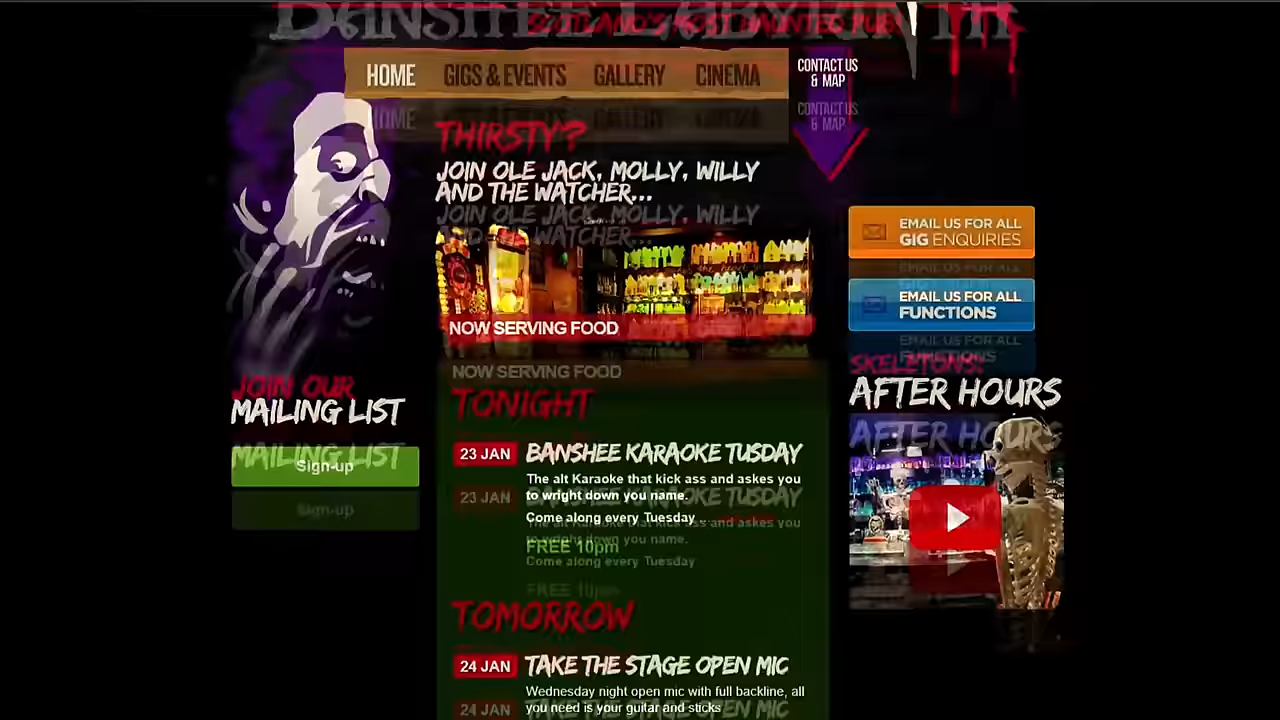 BANSHEE LABYRINTH
SCOTLAND'S MOST HAUNTED PUB!
HOME
GIGS & EVENTS
GALLERY
CINEMA
CONTACT US
& MAP
THIRSTY?
JOIN OLE JACK, MOLLY, WILLY
AND THE WATCHER...
NOW SERVING FOOD
EMAIL US FOR ALL
GIG ENQUIRIES
EMAIL US FOR ALL
FUNCTIONS
JOIN OUR
MAILING LIST
Sign-up
SKELETONS:
AFTER HOURS
TONIGHT
23 JAN
BANSHEE KARAOKE TUSDAY
The alt Karaoke that kick ass and askes you
to wright down you name.
Come along every Tuesday
FREE 10pm
TOMORROW
24 JAN
TAKE THE STAGE OPEN MIC
Wednesday night open mic with full backline, all
you need is your guitar and sticks